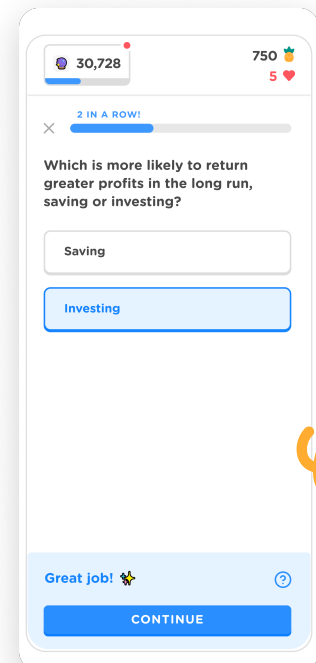 30,728
750
5
2 IN A ROW!
Which is more likely to return
greater profits in the long run,
saving or investing?
Saving
Investing
Great job!
?
CONTINUE